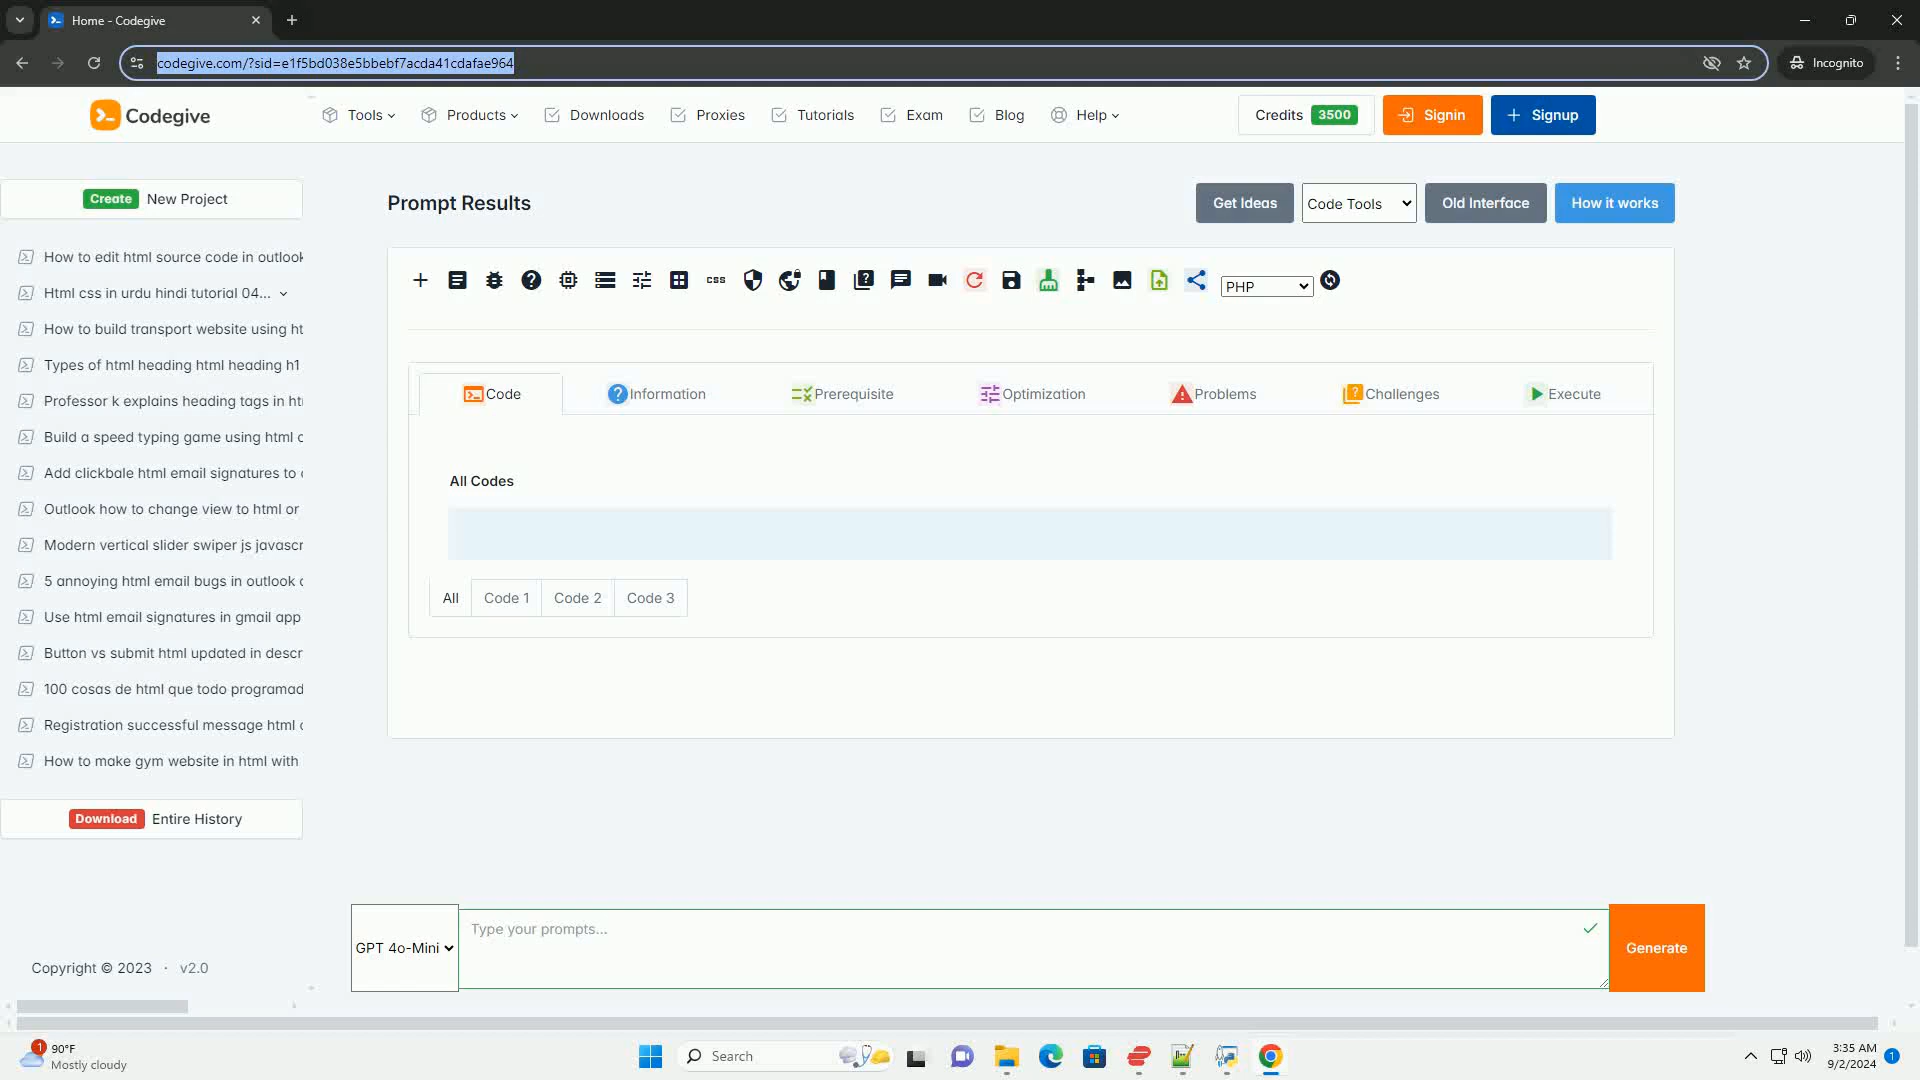 Home - Codegive
codegive.com/?sid=e1f5bd038e5bbebf7acda41cdafae964
Incognito
Codegive
Tools
Products
Downloads
Proxies
Tutorials
Exam
Blog
Help
Credits 3500
Signin
Signup
Create New Project
How to edit html source code in outlook
Html css in urdu hindi tutorial 04...
How to build transport website using ht
Types of html heading html heading h1
Professor k explains heading tags in ht
Build a speed typing game using html c
Add clickbale html email signatures to
Outlook how to change view to html or
Modern vertical slider swiper js javascr
5 annoying html email bugs in outlook
Use html email signatures in gmail app
Button vs submit html updated in descr
100 cosas de html que todo programad
Registration successful message html
How to make gym website in html with
Download Entire History
Copyright © 2023 · v2.0
Prompt Results
Get Ideas
Code Tools
Old Interface
How it works
css
PHP
Code
Information
Prerequisite
Optimization
Problems
Challenges
Execute
All Codes
All
Code 1
Code 2
Code 3
GPT 4o-Mini
Type your prompts...
Generate
1
90°F
Mostly cloudy
Search
3:35 AM
9/2/2024
1